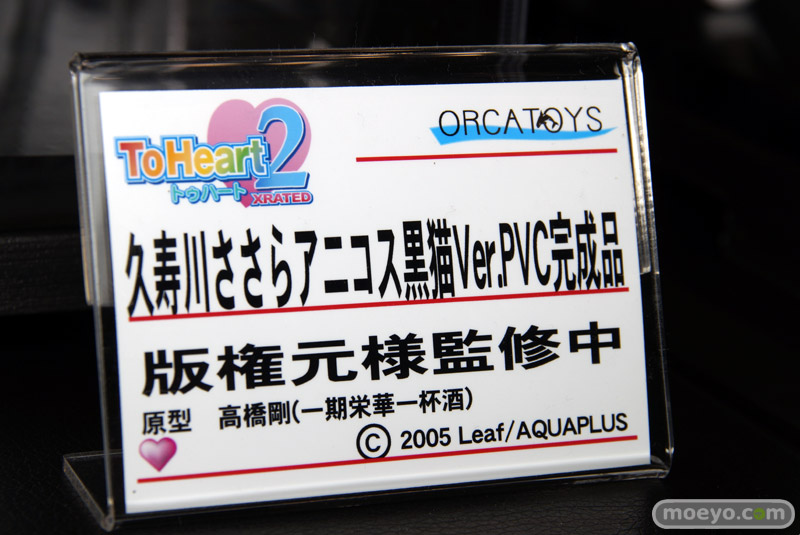 ToHeart2
トゥハート
XRATED
ORCATOYS
久寿川ささらアニコス黒猫Ver.PVC完成品
版権元様監修中
原型 高橋剛(一期栄華一杯酒)
© 2005 Leaf/AQUAPLUS
moeyo.com